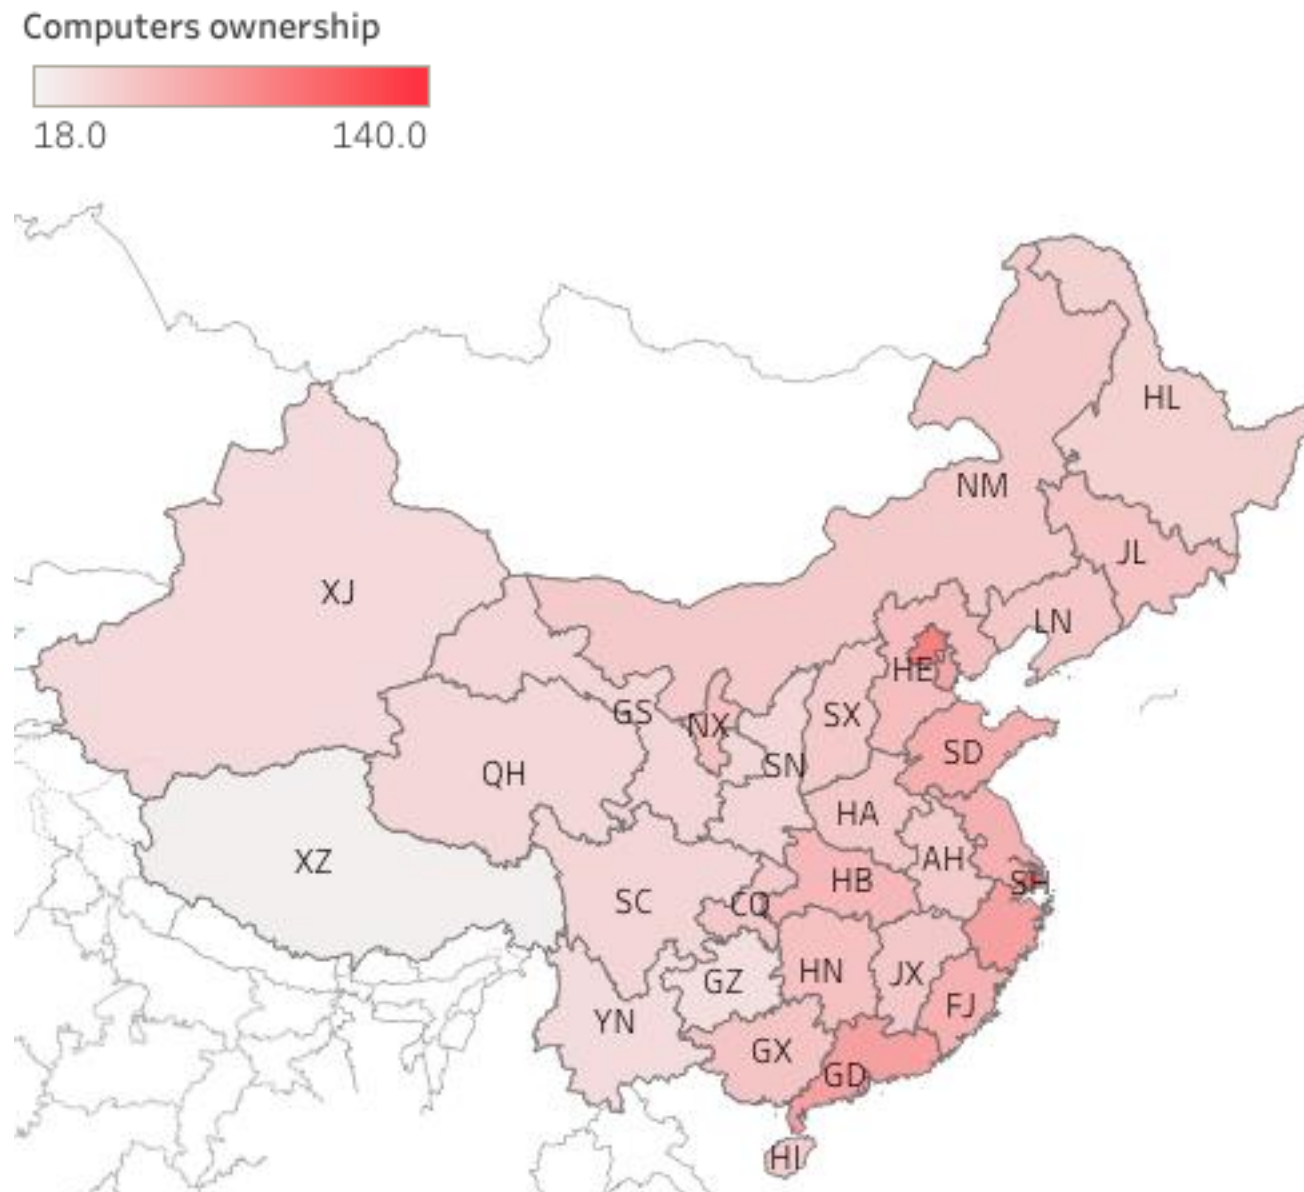 Computers ownership
18.0 140.0
HL
NM
JL
XJ
LN
HE
GS
NX
SX
SD
SN
QH
HA
XZ
AH
HB
SH
SC
CQ
HN
JX
GZ
FJ
YN
GX
GD
HI